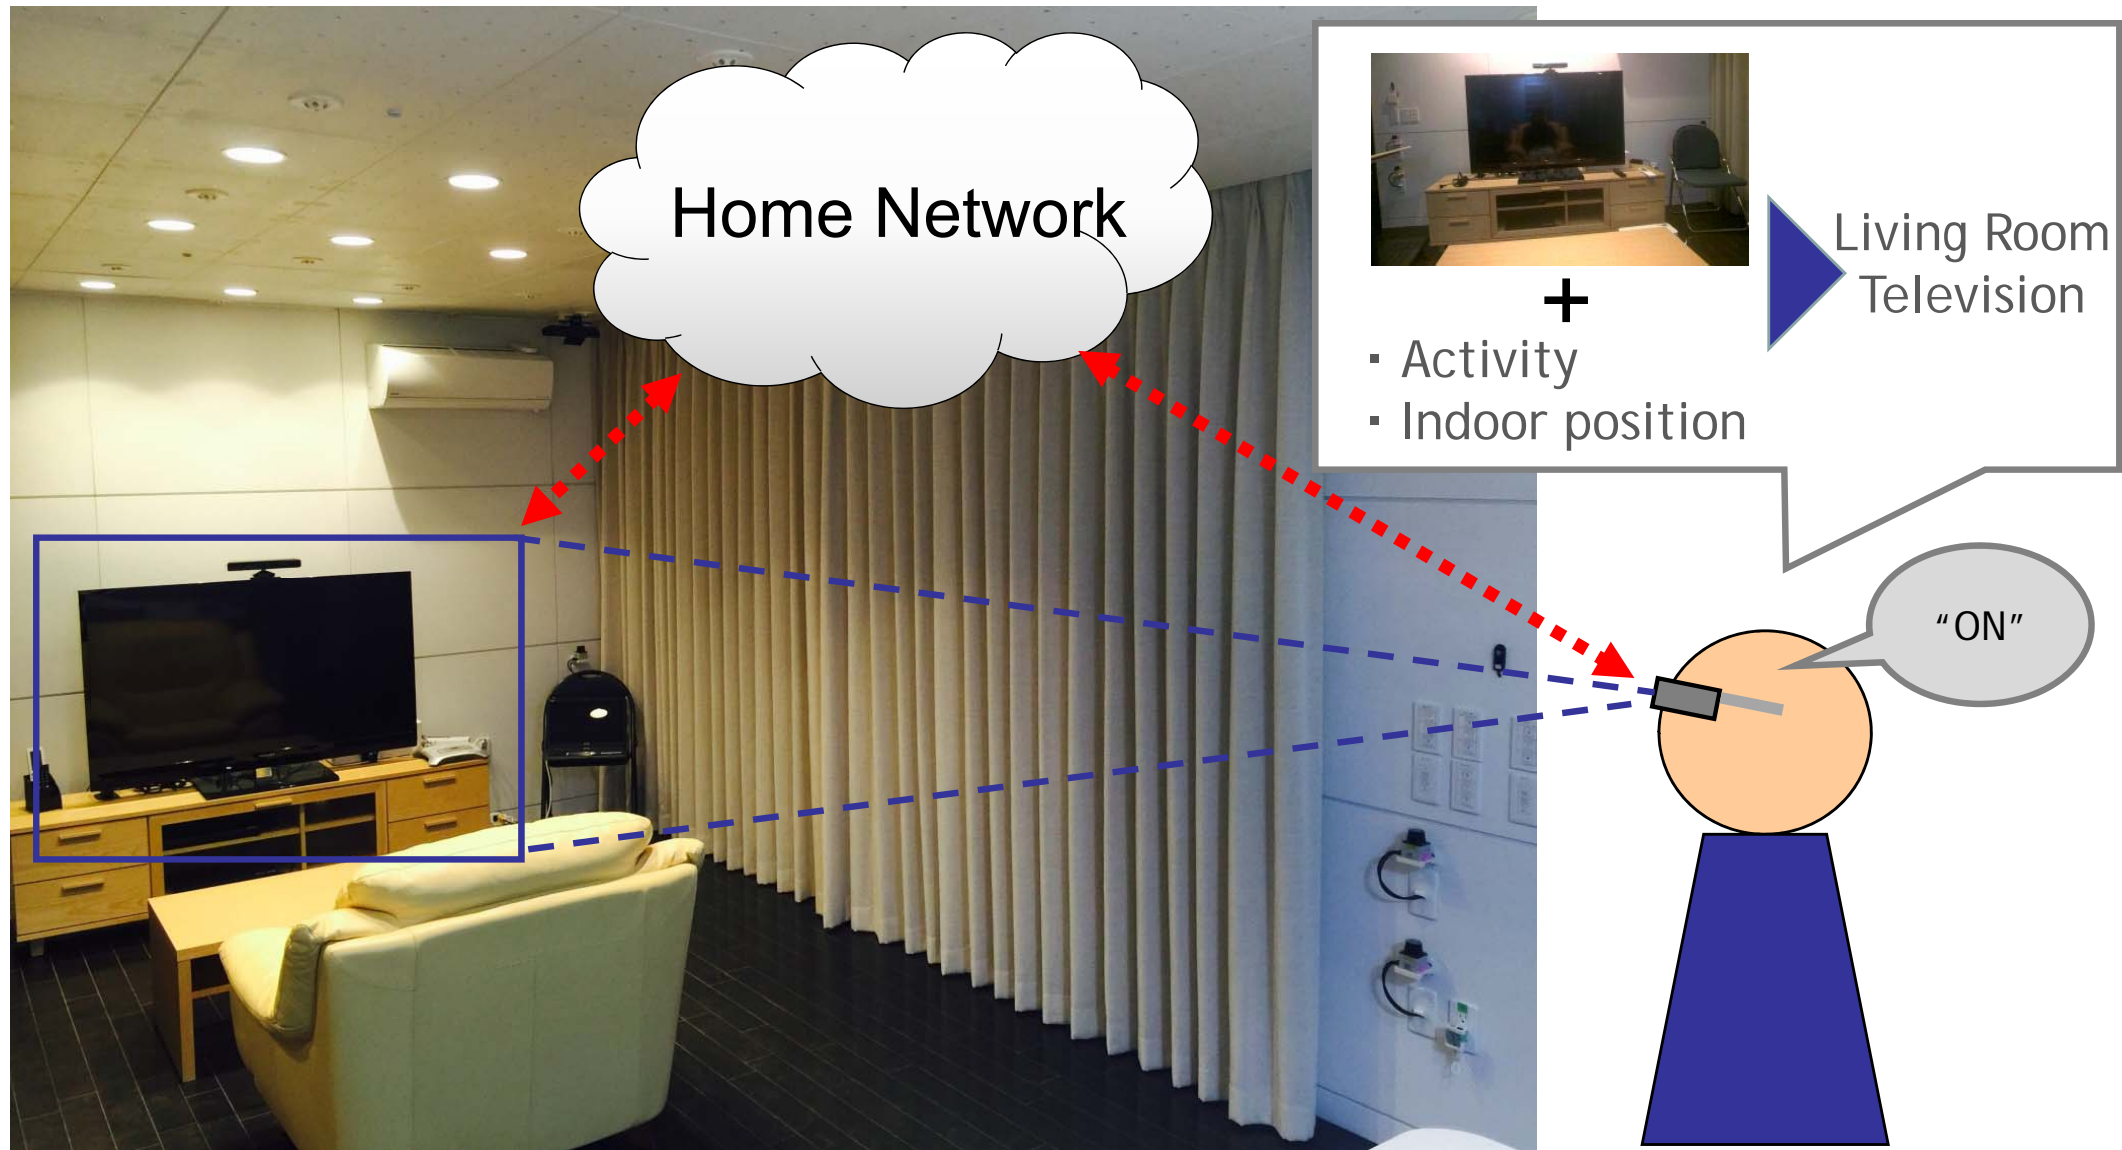 Home Network
Living Room
Television
+
・Activity
・Indoor position
“ON”